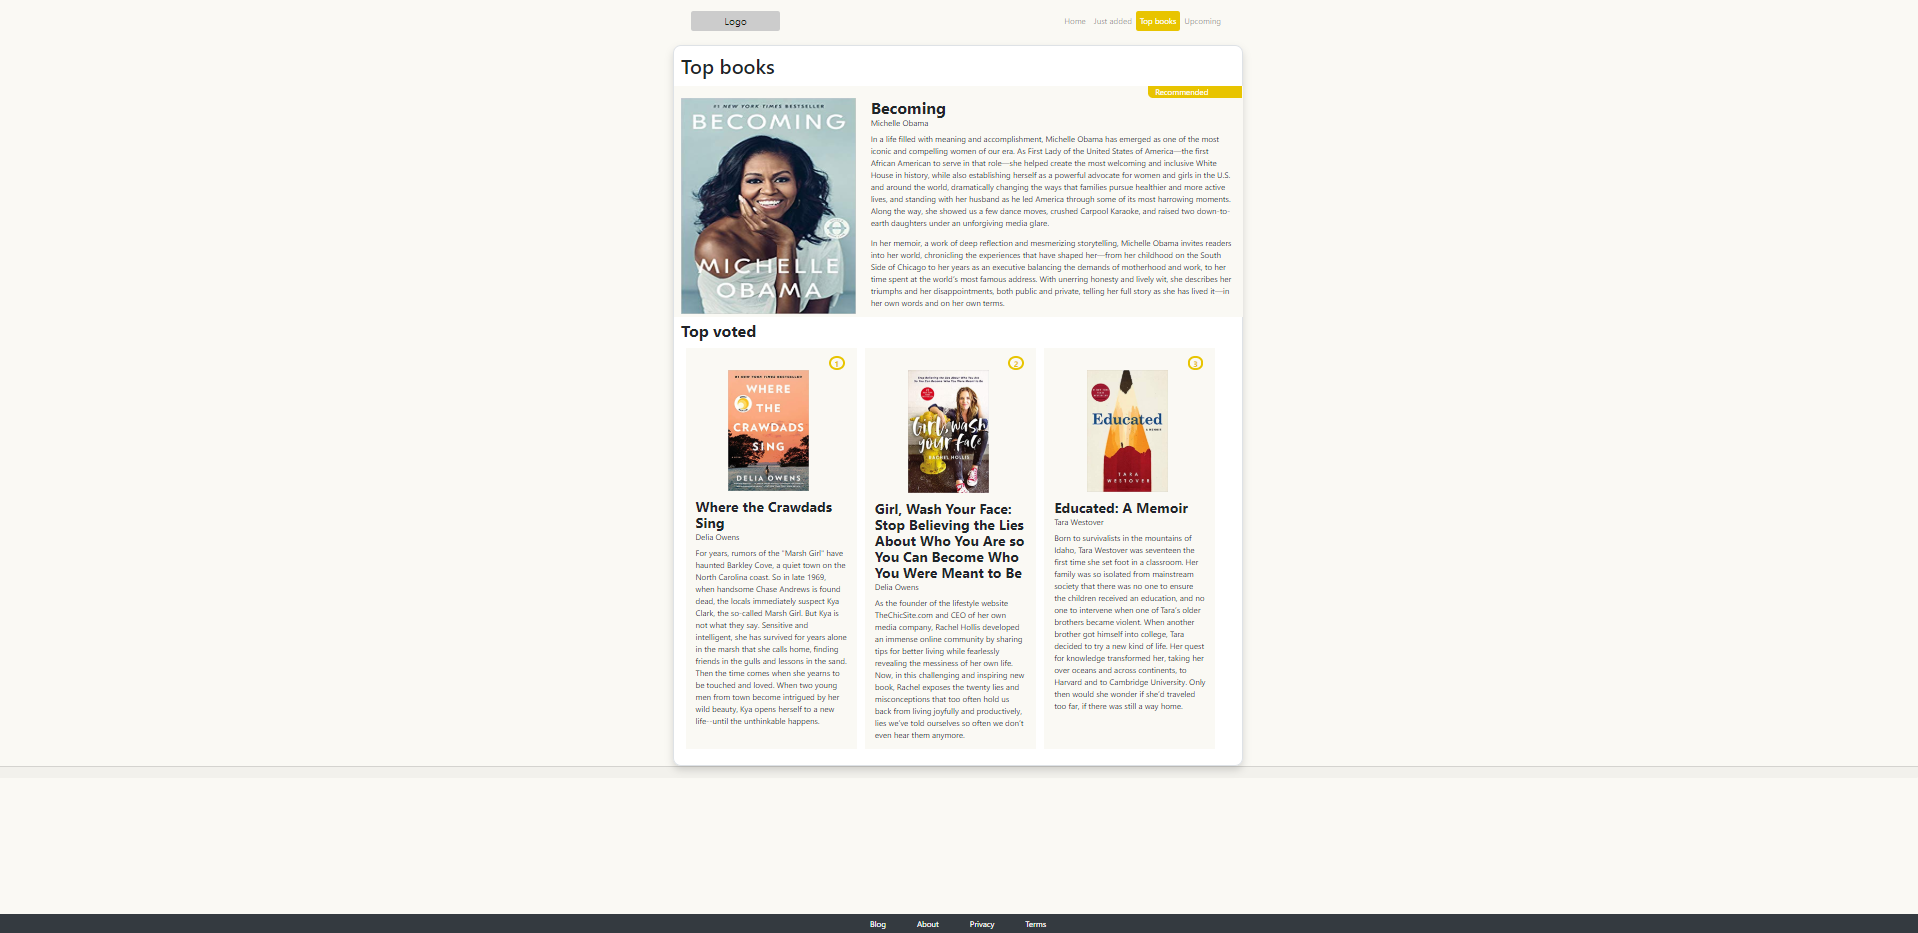 Logo
Home Just added Top books Upcoming
Top books
Recommended
#1 NEW YORK TIMES BESTSELLER
BECOMING
MICHELLE
OBAMA
Becoming
Michelle Obama
In a life filled with meaning and accomplishment, Michelle Obama has emerged as one of the most
iconic and compelling women of our era. As First Lady of the United States of America—the first
African American to serve in that role—she helped create the most welcoming and inclusive White
House in history, while also establishing herself as a powerful advocate for women and girls in the U.S.
and around the world, dramatically changing the ways that families pursue healthier and more active
lives, and standing with her husband as he led America through some of its most harrowing moments.
Along the way, she showed us a few dance moves, crushed Carpool Karaoke, and raised two down-to-
earth daughters under an unforgiving media glare.
In her memoir, a work of deep reflection and mesmerizing storytelling, Michelle Obama invites readers
into her world, chronicling the experiences that have shaped her—from her childhood on the South
Side of Chicago to her years as an executive balancing the demands of motherhood and work, to her
time spent at the world's most famous address. With unerring honesty and lively wit, she describes her
triumphs and her disappointments, both public and private, telling her full story as she has lived it—in
her own words and on her own terms.
Top voted
1
#1 NEW YORK TIMES BESTSELLER
WHERE
THE
CRAWDADS
SING
DELIA OWENS
Where the Crawdads
Sing
Delia Owens
For years, rumors of the "Marsh Girl" have
haunted Barkley Cove, a quiet town on the
North Carolina coast. So in late 1969,
when handsome Chase Andrews is found
dead, the locals immediately suspect Kya
Clark, the so-called Marsh Girl. But Kya is
not what they say. Sensitive and
intelligent, she has survived for years alone
in the marsh that she calls home, finding
friends in the gulls and lessons in the sand.
Then the time comes when she yearns to
be touched and loved. When two young
men from town become intrigued by her
wild beauty, Kya opens herself to a new
life--until the unthinkable happens.
2
Stop Believing the Lies About Who You Are
So You Can Become Who You Were Meant to Be
Girl, wash
your face
RACHEL HOLLIS
Girl, Wash Your Face:
Stop Believing the Lies
About Who You Are so
You Can Become Who
You Were Meant to Be
Delia Owens
As the founder of the lifestyle website
TheChicSite.com and CEO of her own
media company, Rachel Hollis developed
an immense online community by sharing
tips for better living while fearlessly
revealing the messiness of her own life.
Now, in this challenging and inspiring new
book, Rachel exposes the twenty lies and
misconceptions that too often hold us
back from living joyfully and productively,
lies we've told ourselves so often we don't
even hear them anymore.
3
Educated
TARA
WESTOVER
Educated: A Memoir
Tara Westover
Born to survivalists in the mountains of
Idaho, Tara Westover was seventeen the
first time she set foot in a classroom. Her
family was so isolated from mainstream
society that there was no one to ensure
the children received an education, and no
one to intervene when one of Tara's older
brothers became violent. When another
brother got himself into college, Tara
decided to try a new kind of life. Her quest
for knowledge transformed her, taking her
over oceans and across continents, to
Harvard and to Cambridge University. Only
then would she wonder if she'd traveled
too far, if there was still a way home.
Blog About Privacy Terms